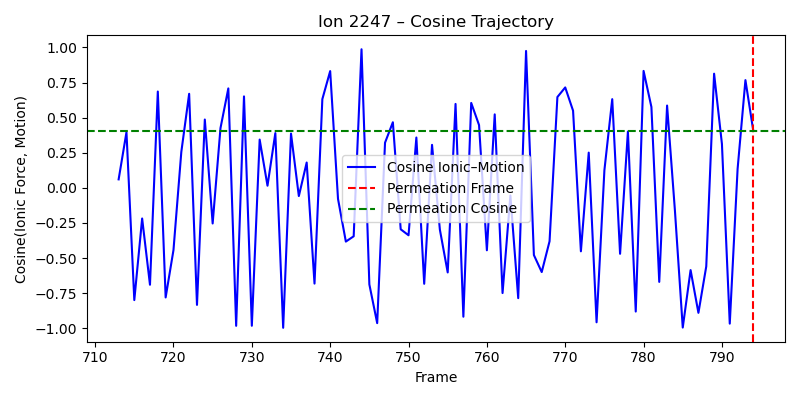 Ion 2247 – Cosine Trajectory
Cosine(Ionic Force, Motion)
1.00
0.75
0.50
0.25
0.00
−0.25
−0.50
−0.75
−1.00
Cosine Ionic–Motion
Permeation Frame
Permeation Cosine
710 720 730 740 750 760 770 780 790
Frame